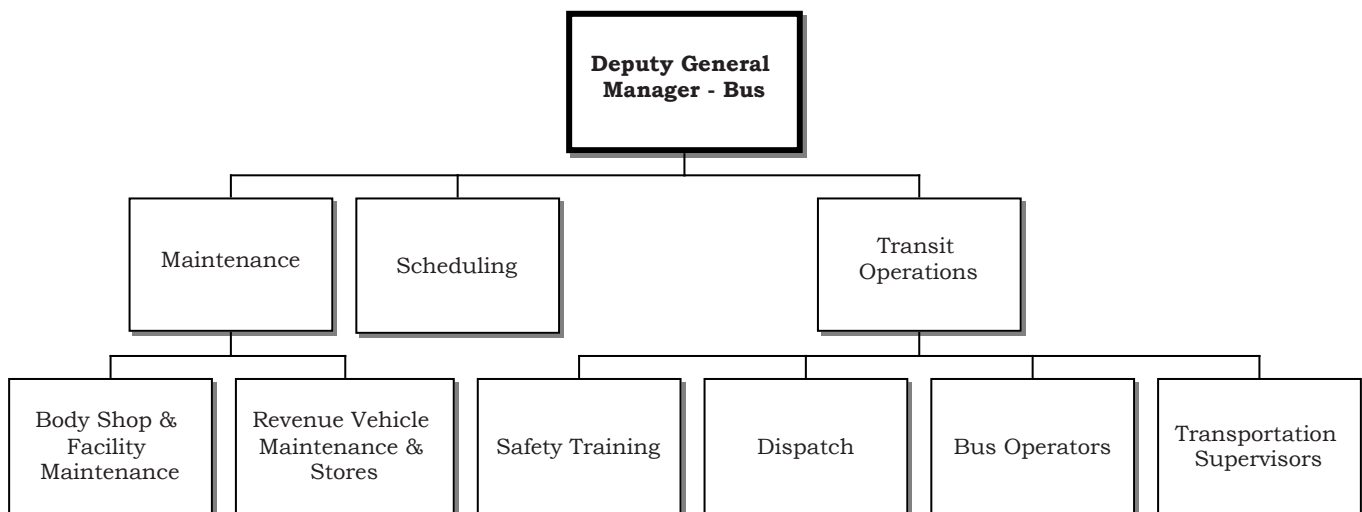 Deputy General
Manager - Bus
Maintenance
Scheduling
Transit
Operations
Body Shop &
Facility
Maintenance
Revenue Vehicle
Maintenance &
Stores
Safety Training
Dispatch
Bus Operators
Transportation
Supervisors